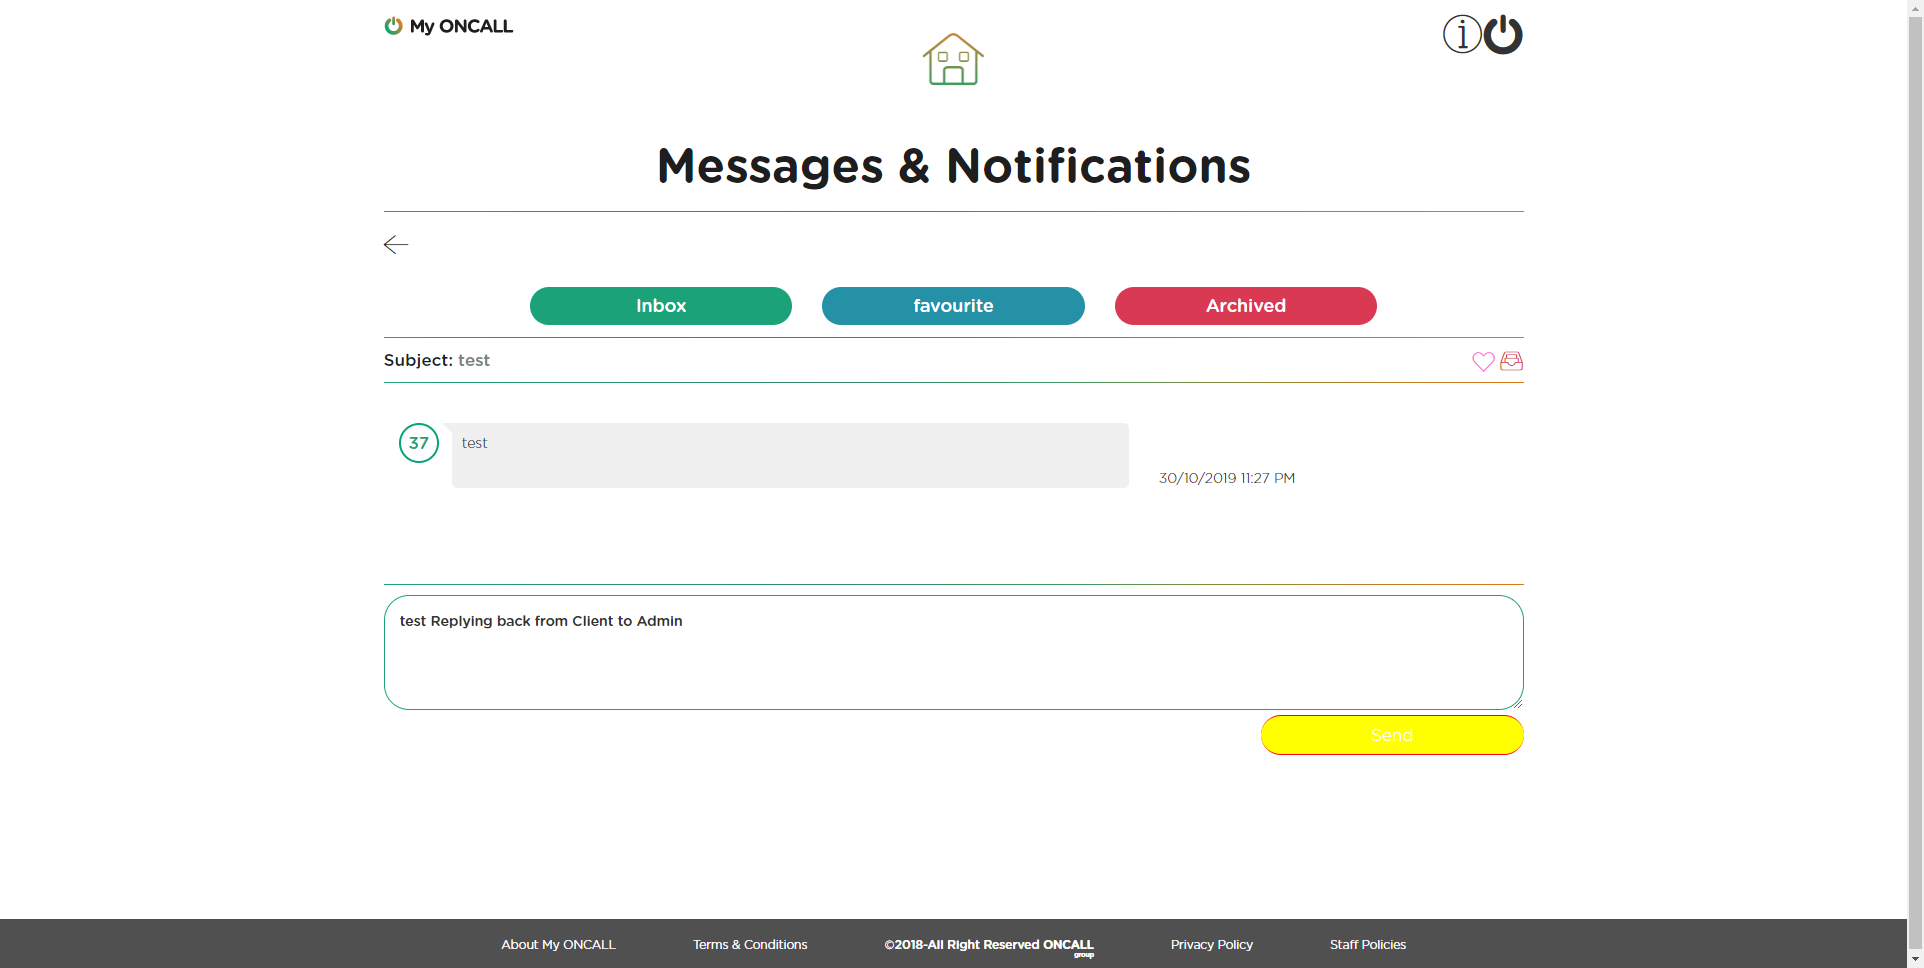 My ONCALL
Messages & Notifications
Inbox
favourite
Archived
Subject: test
37
test
30/10/2019 11:27 PM
test Replying back from Client to Admin
Send
About My ONCALL
Terms & Conditions
©2018-All Right Reserved ONCALL
group
Privacy Policy
Staff Policies